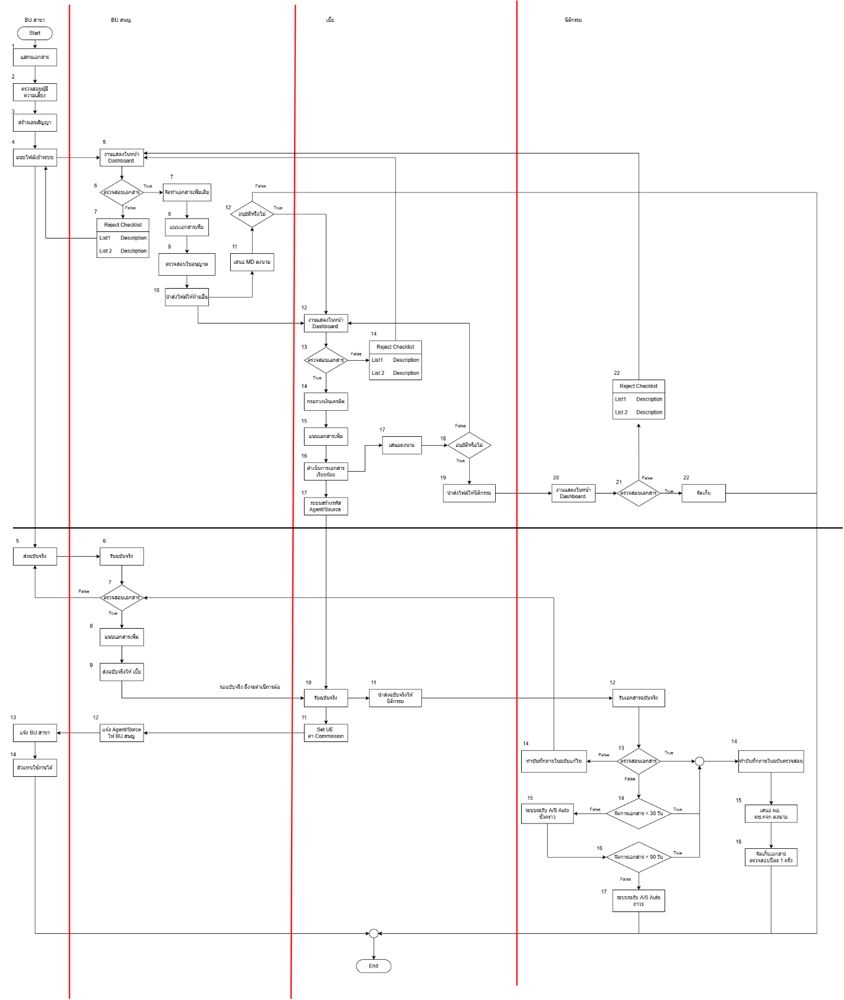 BU สาขา
BU สนญ.
เบี้ย
นิติกรรม
Start
1
แสกนเอกสาร
2
ตรวจสอบผู้มี
ความเสี่ยง
3
สร้างเลขสัญญา
4
แนบไฟล์เข้าระบบ
5
งานแสดงในหน้า
Dashboard.
6
ตรวจสอบเอกสาร
True
False
7
จัดทำเอกสารเพิ่มเติม
7
Reject Checklist
List1 Description
List 2 Description
8
แนบเอกสารเพิ่ม
9
ตรวจสอบใบอนุญาต
10
นำส่งไฟล์ให้ฝ่ายอื่น
11
เสนอ MD ลงนาม
12
อนุมัติหรือไม่
False
True
12
งานแสดงในหน้า
Dashboard.
13
ตรวจสอบเอกสาร
False
True
14
Reject Checklist
List1 Description
List 2 Description
14
กรอกวงเงินเครดิต
15
แนบเอกสารเพิ่ม
16
ดำเนินการเอกสาร
เรียบร้อย
17
ระบบสร้างรหัส
Agent/Source
17
เสนอลงนาม
18
อนุมัติหรือไม่
False
True
19
นำส่งไฟล์ให้นิติกรรม
20
งานแสดงในหน้า
Dashboard.
21
ตรวจสอบเอกสาร
False
True
22
Reject Checklist
List1 Description
List 2 Description
22
จัดเก็บ
5
ส่งฉบับจริง
6
รับฉบับจริง
7
ตรวจสอบเอกสาร
False
True
8
แนบเอกสารเพิ่ม
9
ส่งฉบับจริงให้ เบี้ย
รอฉบับจริง ถึงจะดำเนิการต่อ
10
รับฉบับจริง
11
นำส่งฉบับจริงให้
นิติกรรม
12
รับเอกสารฉบับจริง
11
Set UE
ค่า Commission
12
แจ้ง Agent/Sorce
ให้ BU สนญ
13
แจ้ง BU สาขา
14
ตัวแทนใช้งานได้
13
ตรวจสอบเอกสาร
False
True
False
14
ทำบันทึกภายในฉบับแก้ไข
14
ทำบันทึกภายในฉบับตรวจสอบ
14
จัดการเอกสาร < 30 วัน
False
True
15
ระบบระงับ A/S Auto
ชั่วคราว
15
เสนอ ผอ.
ผช.กจก ลงนาม
16
จัดการเอกสาร < 90 วัน
True
False
16
จัดเก็บเอกสาร
ตรวจสอบปีละ 1 ครั้ง
17
ระบบระงับ A/S Auto
ถาวร
End